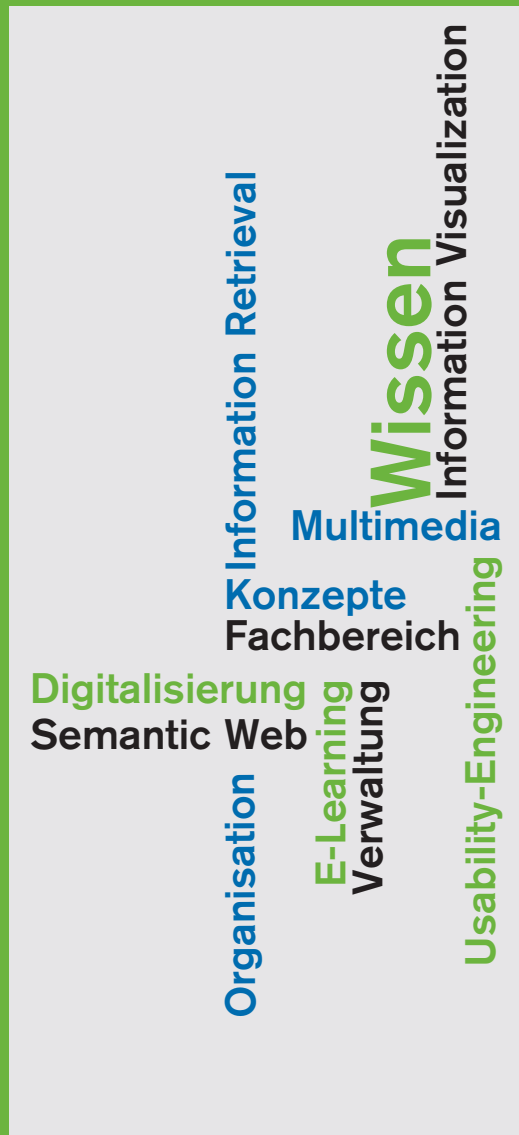 Information Visualization
Wissen
Information Retrieval
Multimedia
Konzepte
Fachbereich
Digitalisierung
Semantic Web
E-Learning
Verwaltung
Usability-Engineering
Organisation